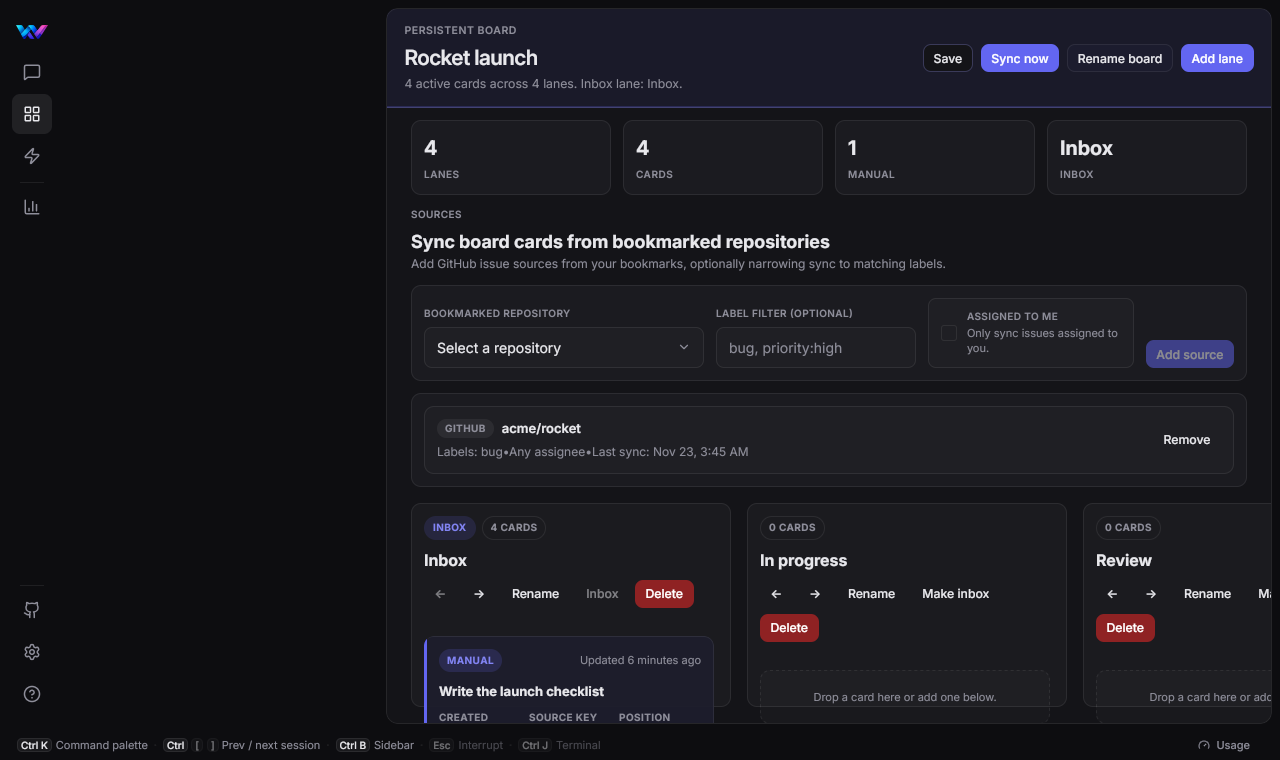 PERSISTENT BOARD
Rocket launch
4 active cards across 4 lanes. Inbox lane: Inbox.
Save
Sync now
Rename board
Add lane
4
LANES
4
CARDS
1
MANUAL
Inbox
INBOX
SOURCES
Sync board cards from bookmarked repositories
Add GitHub issue sources from your bookmarks, optionally narrowing sync to matching labels.
BOOKMARKED REPOSITORY
Select a repository
LABEL FILTER (OPTIONAL)
bug, priority:high
ASSIGNED TO ME
Only sync issues assigned to
you.
Add source
GITHUB acme/rocket
Labels: bug•Any assignee•Last sync: Nov 23, 3:45 AM
Remove
INBOX 4 CARDS
Inbox
← → Rename Inbox Delete
MANUAL Updated 6 minutes ago
Write the launch checklist
CREATED SOURCE KEY POSITION
0 CARDS
In progress
← → Rename Make inbox
Delete
Drop a card here or add one below.
0 CARDS
Review
← → Rename
Delete
Drop a card here or
Ctrl K Command palette · Ctrl [ ] Prev / next session · Ctrl B Sidebar · Esc Interrupt · Ctrl J Terminal
Usage